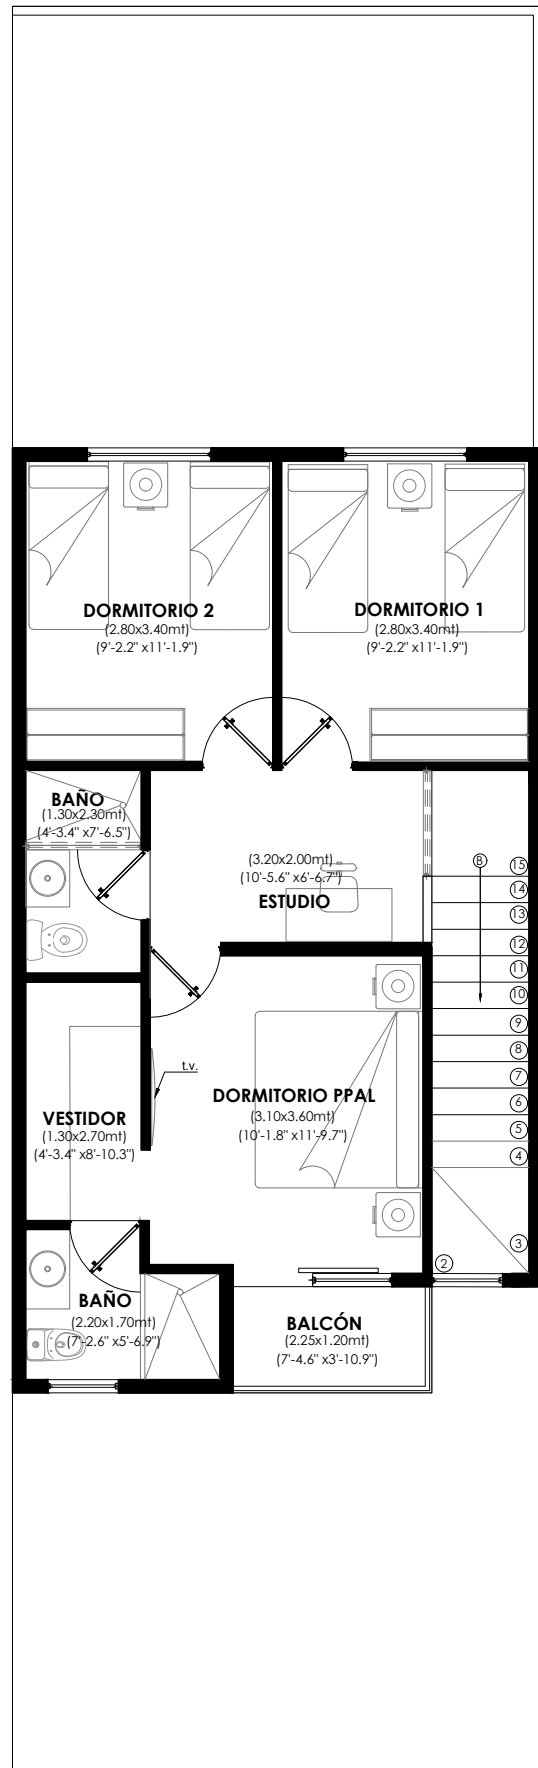 DORMITORIO 2
(2.80x3.40mt)
(9'-2.2" x11'-1.9")
DORMITORIO 1
(2.80x3.40mt)
(9'-2.2" x11'-1.9")
BAÑO
(1.30x2.30mt)
(4'-3.4" x7'-6.5")
(3.20x2.00mt)
(10'-5.6" x6'-6.7")
ESTUDIO
B
15
14
13
12
11
10
9
8
7
6
5
4
3
2
t.v.
DORMITORIO PPAL
(3.10x3.60mt)
(10'-1.8" x11'-9.7")
VESTIDOR
(1.30x2.70mt)
(4'-3.4" x8'-10.3")
BAÑO
(2.20x1.70mt)
(7'-2.6" x5'-6.9")
BALCÓN
(2.25x1.20mt)
(7'-4.6" x3'-10.9")